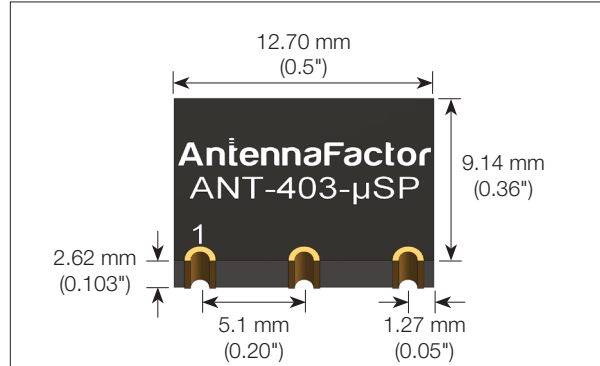 12.70 mm
(0.5")
AntennaFactor
ANT-403-µSP
9.14 mm
(0.36")
1
2.62 mm
(0.103")
5.1 mm
(0.20")
1.27 mm
(0.05")